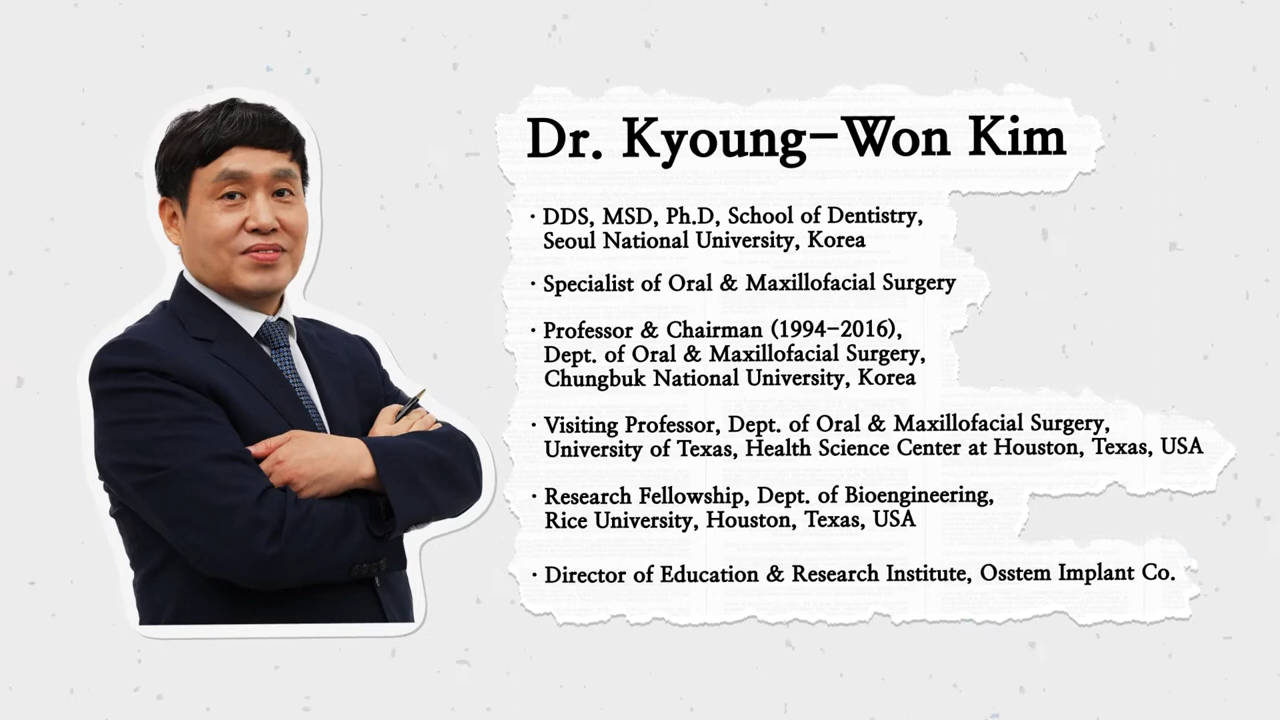 Dr. Kyoung-Won Kim
· DDS, MSD, Ph.D, School of Dentistry,
Seoul National University, Korea
· Specialist of Oral & Maxillofacial Surgery
· Professor & Chairman (1994-2016),
Dept. of Oral & Maxillofacial Surgery,
Chungbuk National University, Korea
· Visiting Professor, Dept. of Oral & Maxillofacial Surgery,
University of Texas, Health Science Center at Houston, Texas, USA
· Research Fellowship, Dept. of Bioengineering,
Rice University, Houston, Texas, USA
· Director of Education & Research Institute, Osstem Implant Co.